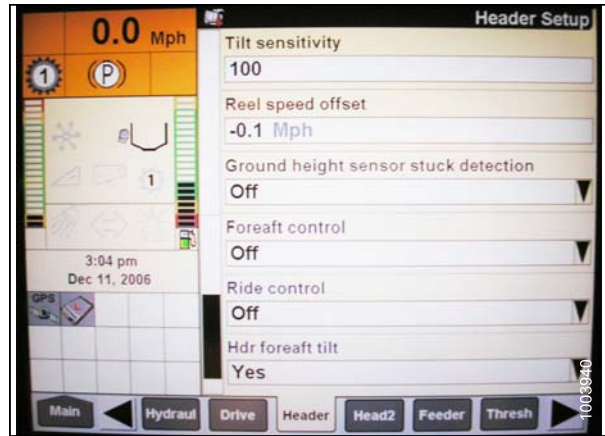 0.0 Mph
Header Setup
1
(P)
1
3:04 pm
Dec 11, 2006
GPS
Tilt sensitivity
100
Reel speed offset
-0.1 Mph
Ground height sensor stuck detection
Off
Foreaft control
Off
Ride control
Off
Hdr foreaft tilt
Yes
Main
Hydraul
Drive
Header
Head2
Feeder
Thresh
1003940